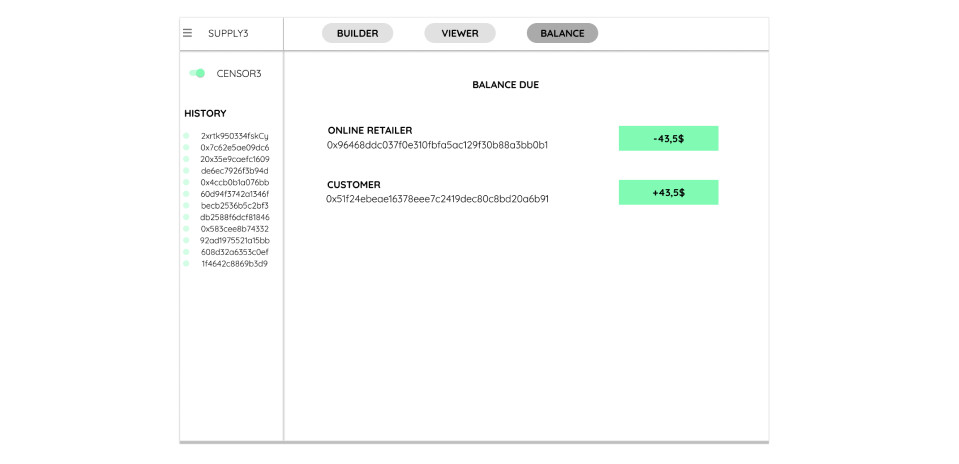 SUPPLY3
BUILDER
VIEWER
BALANCE
CENSOR3
HISTORY
2xrtk950334fskCy
0x7c62e5ae09dc6
20x35e9caefc1609
de6ec7926f3b94d
0x4ccb0b1a076bb
60d94f3742a1346f
becb2536b5c2bf3
db2588f6dcf81846
0x583cee8b74332
92ad1975521a15bb
608d32a6353c0ef
1f4642c8869b3d9
BALANCE DUE
ONLINE RETAILER
0x96468ddc037f0e310fbfa5ac129f30b88a3bb0b1
-43,5$
CUSTOMER
0x51f24ebeae16378eee7c2419dec80c8bd20a6b91
+43,5$